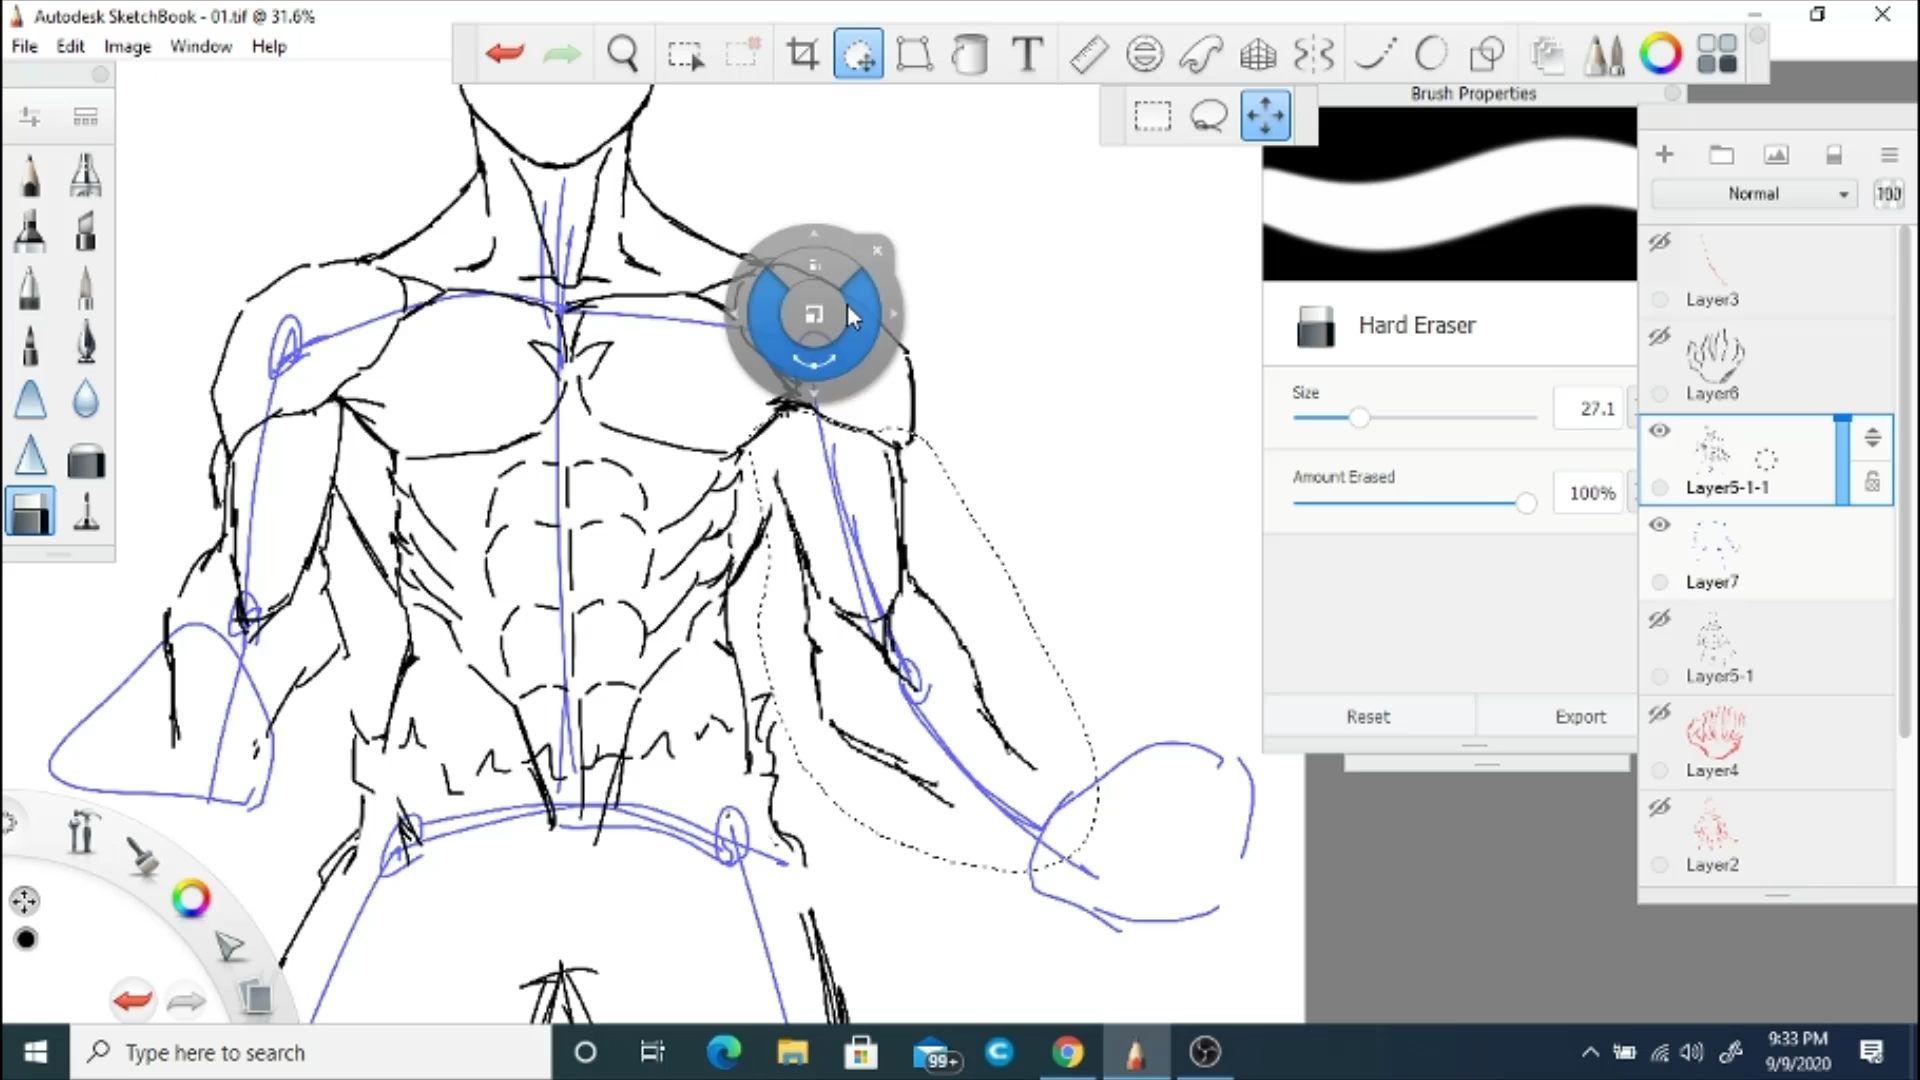 Autodesk SketchBook - 01.tif @ 31.6%
File Edit Image Window Help
T
Brush Properties
Normal 100
Hard Eraser
Size
27.1
Amount Erased
100%
Reset Export
Layer3
Layer6
Layer5-1-1
Layer7
Layer5-1
Layer4
Layer2
Type here to search
99+
9:33 PM
9/9/2020